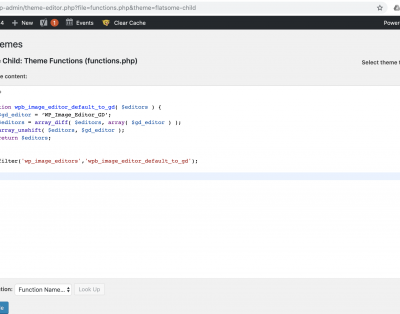 p-admin/theme-editor.php?file=functions.php&theme=flatsome-child
4 + New 1 Events Clear Cache Powere
emes
Child: Theme Functions (functions.php)
Select theme t
e content:
tion wpb_image_editor_default_to_gd( $editors ) {
$gd_editor = 'WP_Image_Editor_GD';
$editors = array_diff( $editors, array( $gd_editor ) );
array_unshift( $editors, $gd_editor );
return $editors;
filter('wp_image_editors','wpb_image_editor_default_to_gd');
tion: Function Name... Look Up